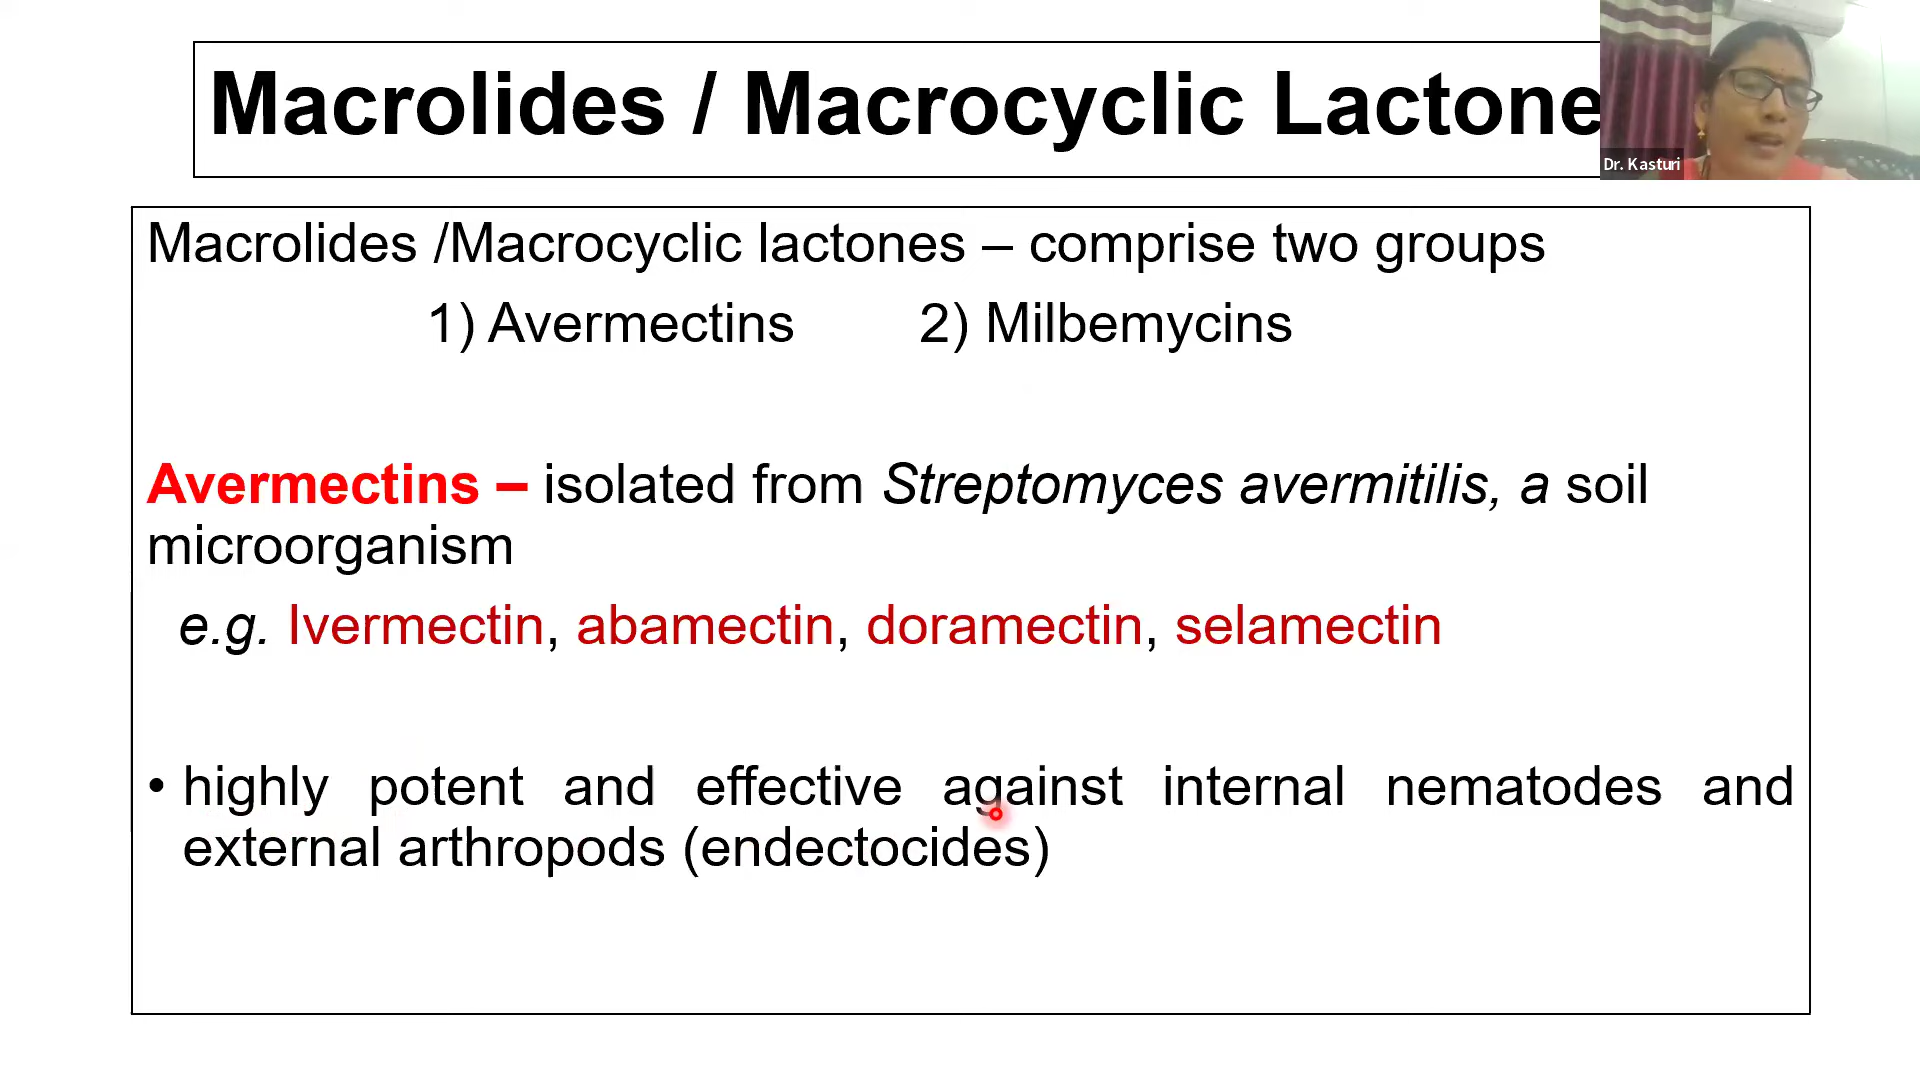 Macrolides / Macrocyclic Lactone
Dr. Kasturi
Macrolides /Macrocyclic lactones – comprise two groups
1) Avermectins 2) Milbemycins
Avermectins – isolated from Streptomyces avermitilis, a soil
microorganism
e.g. Ivermectin, abamectin, doramectin, selamectin
• highly potent and effective against internal nematodes and
external arthropods (endectocides)